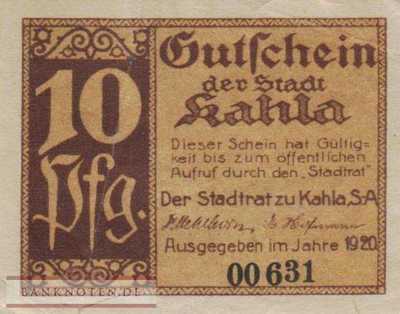 10
Pfg.
Gutschein
der Stadt
Kahla
Dieser Schein hat Gültig=
keit bis zum öffentlichen
Aufruf durch den „Stadtrat"
Der Stadtrat zu Kahla, S-A
Ausgegeben im Jahre 1920
00631
BANKNOTEN.DE